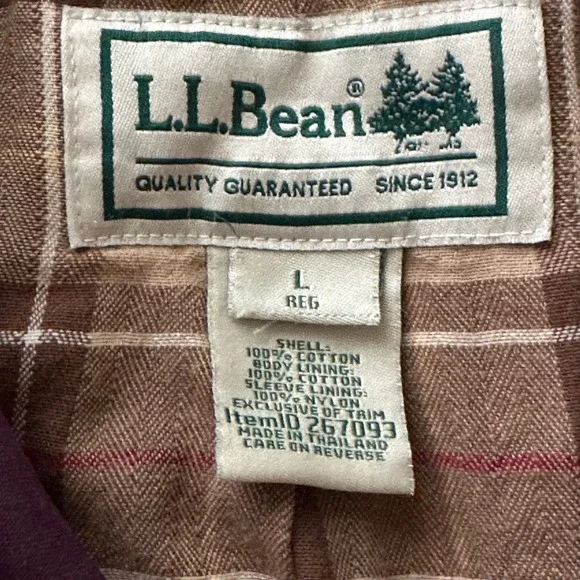 L.L.Bean®
QUALITY GUARANTEED SINCE 1912
L
REG
SHELL:
100% COTTON
BODY LINING:
100% COTTON
SLEEVE LINING:
100% NYLON
EXCLUSIVE OF TRIM
ItemID 267093
MADE IN THAILAND
CARE ON REVERSE